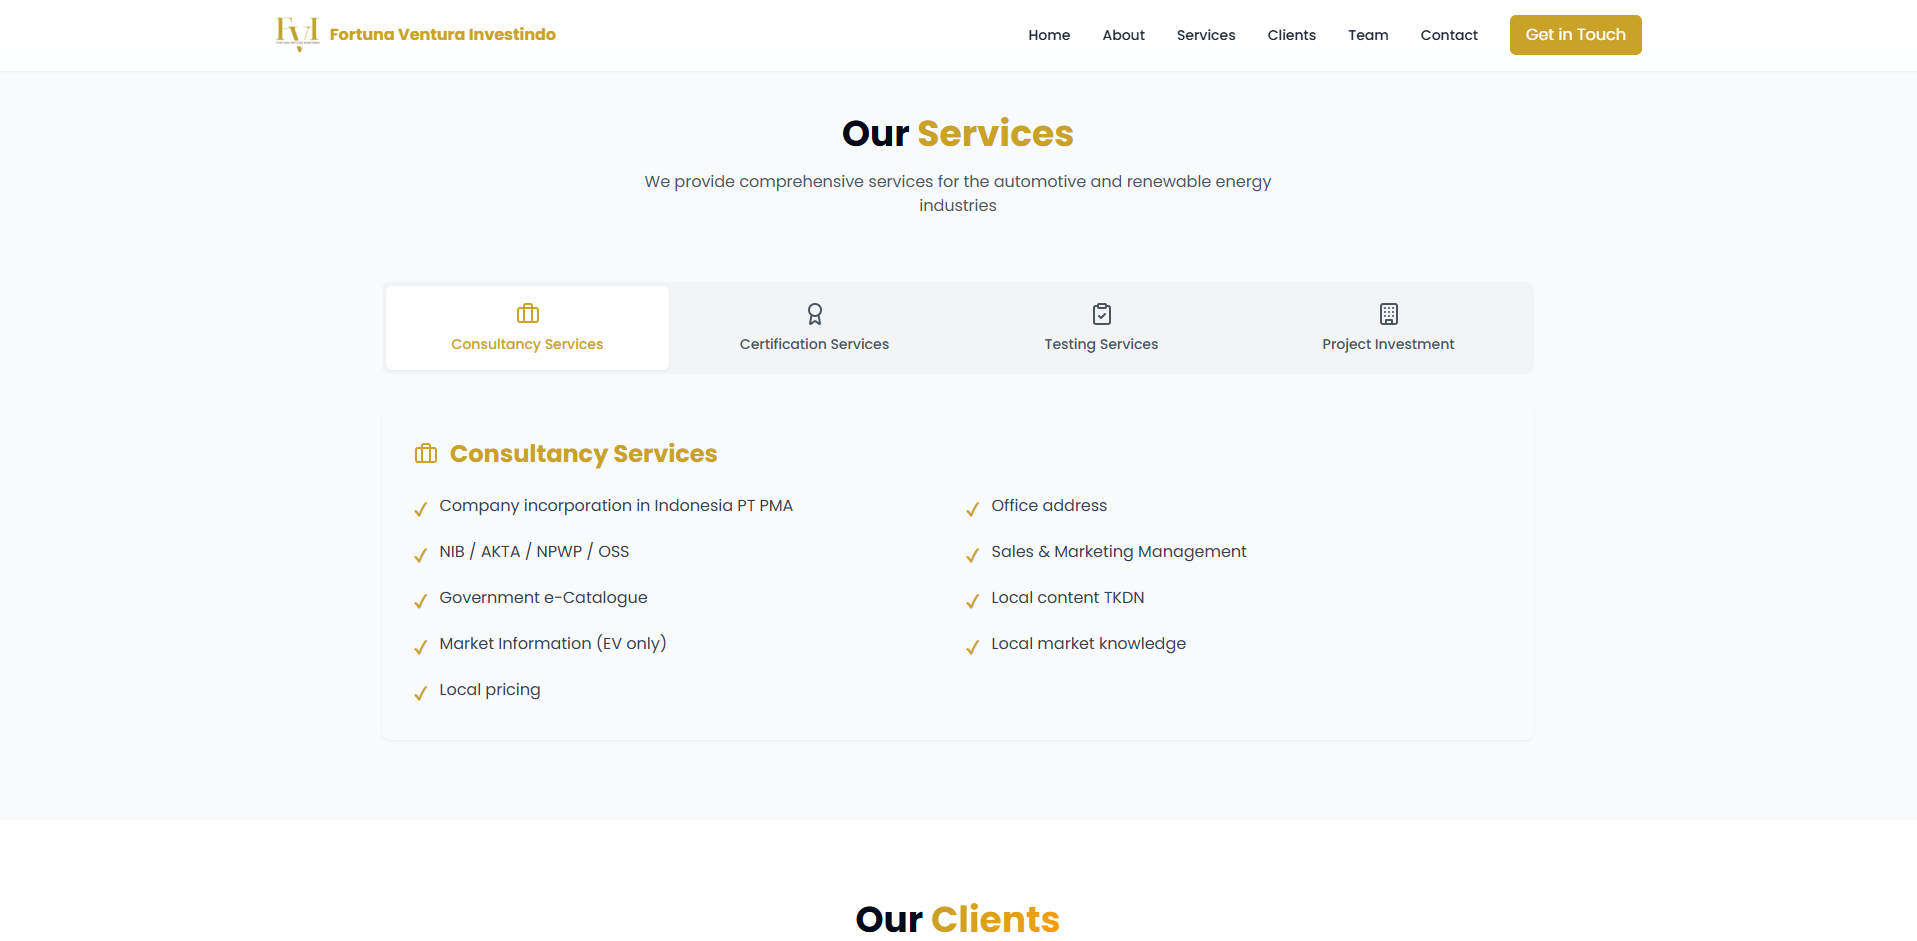 FVI
FORTUNA VENTURA INVESTINDO
Fortuna Ventura Investindo
Home
About
Services
Clients
Team
Contact
Get in Touch
Our Services
We provide comprehensive services for the automotive and renewable energy
industries
Consultancy Services
Certification Services
Testing Services
Project Investment
Consultancy Services
Company incorporation in Indonesia PT PMA
Office address
NIB / AKTA / NPWP / OSS
Sales & Marketing Management
Government e-Catalogue
Local content TKDN
Market Information (EV only)
Local market knowledge
Local pricing
Our Clients